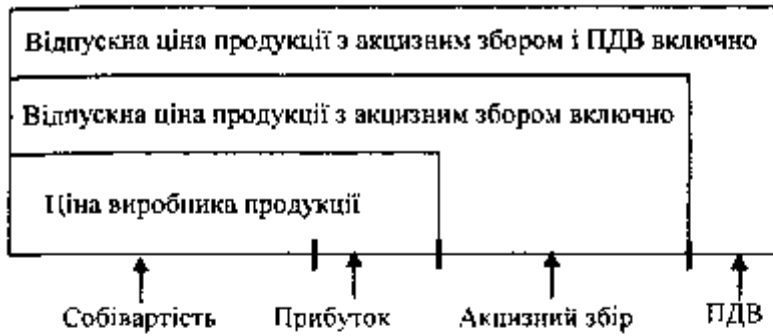 Відпускна ціна продукції з акцизним збором і ПДВ включно
Відпускна ціна продукції з акцизним збором включно
Ціна виробника продукції
Собівартість Прибуток Акцизний збір ПДВ